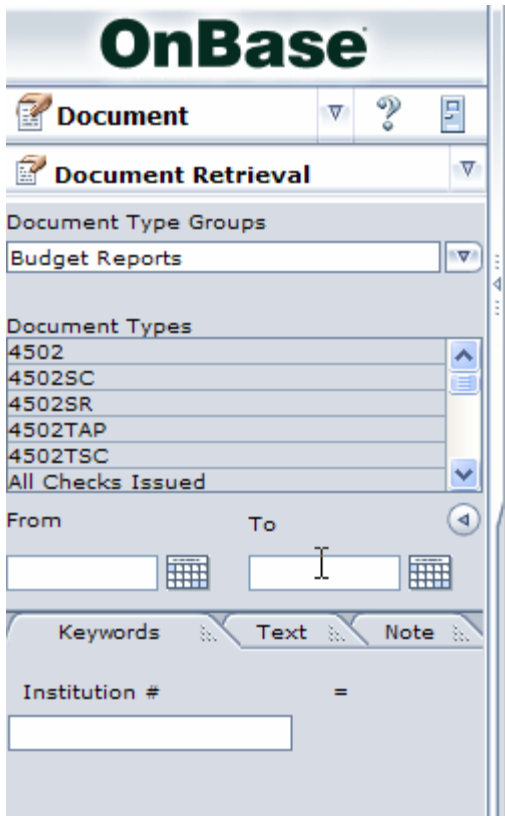 OnBase
Document
Document Retrieval
Document Type Groups
Budget Reports
Document Types
4502
4502SC
4502SR
4502TAP
4502TSC
All Checks Issued
From To
Keywords Text Note
Institution # =